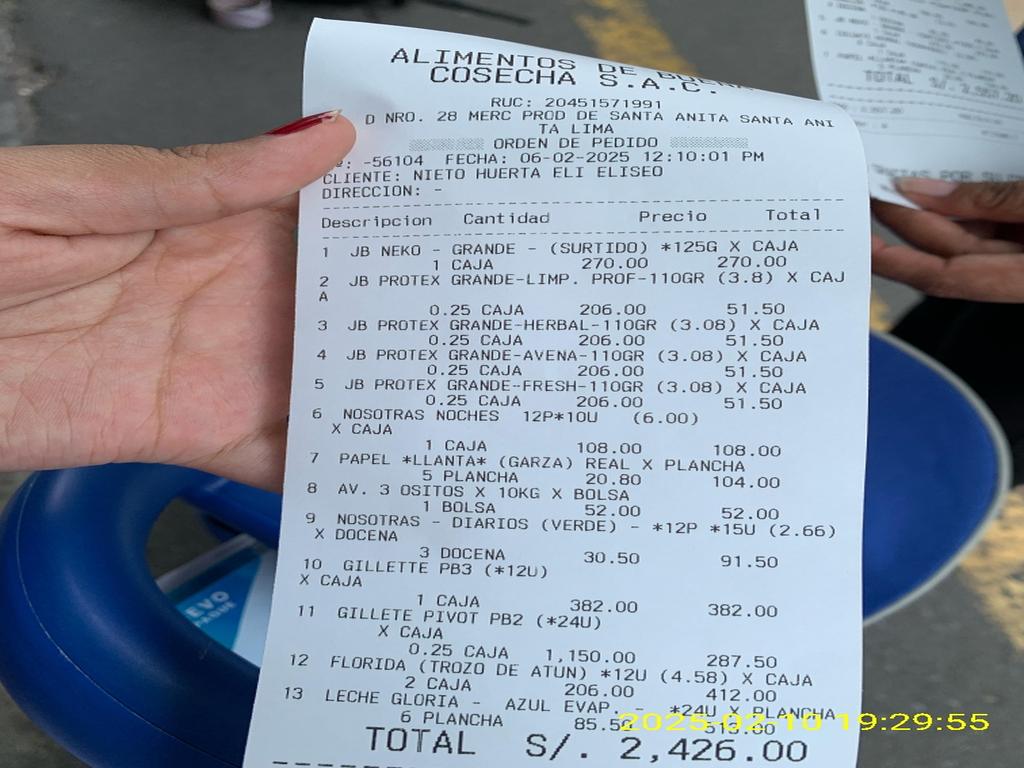 ALIMENTOS DE BUENA
COSECHA S.A.C.
RUC: 20451571991
D NRO. 28 MERC PROD DE SANTA ANITA SANTA ANI
TA LIMA
ORDEN DE PEDIDO
: -56104 FECHA: 06-02-2025 12:10:01 PM
CLIENTE: NIETO HUERTA ELI ELISEO
DIRECCION: -
Descripcion Cantidad Precio Total
1 JB NEKO - GRANDE - (SURTIDO) *125G X CAJA
1 CAJA 270.00 270.00
2 JB PROTEX GRANDE-LIMP. PROF-110GR (3.8) X CAJ
A
0.25 CAJA 206.00 51.50
3 JB PROTEX GRANDE-HERBAL-110GR (3.08) X CAJA
0.25 CAJA 206.00 51.50
4 JB PROTEX GRANDE-AVENA-110GR (3.08) X CAJA
0.25 CAJA 206.00 51.50
5 JB PROTEX GRANDE-FRESH-110GR (3.08) X CAJA
0.25 CAJA 206.00 51.50
6 NOSOTRAS NOCHES 12P*10U (6.00)
X CAJA
1 CAJA 108.00 108.00
7 PAPEL *LLANTA* (GARZA) REAL X PLANCHA
5 PLANCHA 20.80 104.00
8 AV. 3 OSITOS X 10KG X BOLSA
1 BOLSA 52.00 52.00
9 NOSOTRAS - DIARIOS (VERDE) - *12P *15U (2.66)
X DOCENA
3 DOCENA 30.50 91.50
10 GILLETTE PB3 (*12U)
X CAJA
1 CAJA 382.00 382.00
11 GILLETE PIVOT PB2 (*24U)
X CAJA
0.25 CAJA 1,150.00 287.50
12 FLORIDA (TROZO DE ATUN) *12U (4.58) X CAJA
2 CAJA 206.00 412.00
13 LECHE GLORIA - AZUL EVAP. - *24U X PLANCHA
6 PLANCHA 85.50 513.00
TOTAL S/. 2,426.00
2025-02-10 19:29:55
TOTAL S/
EVO